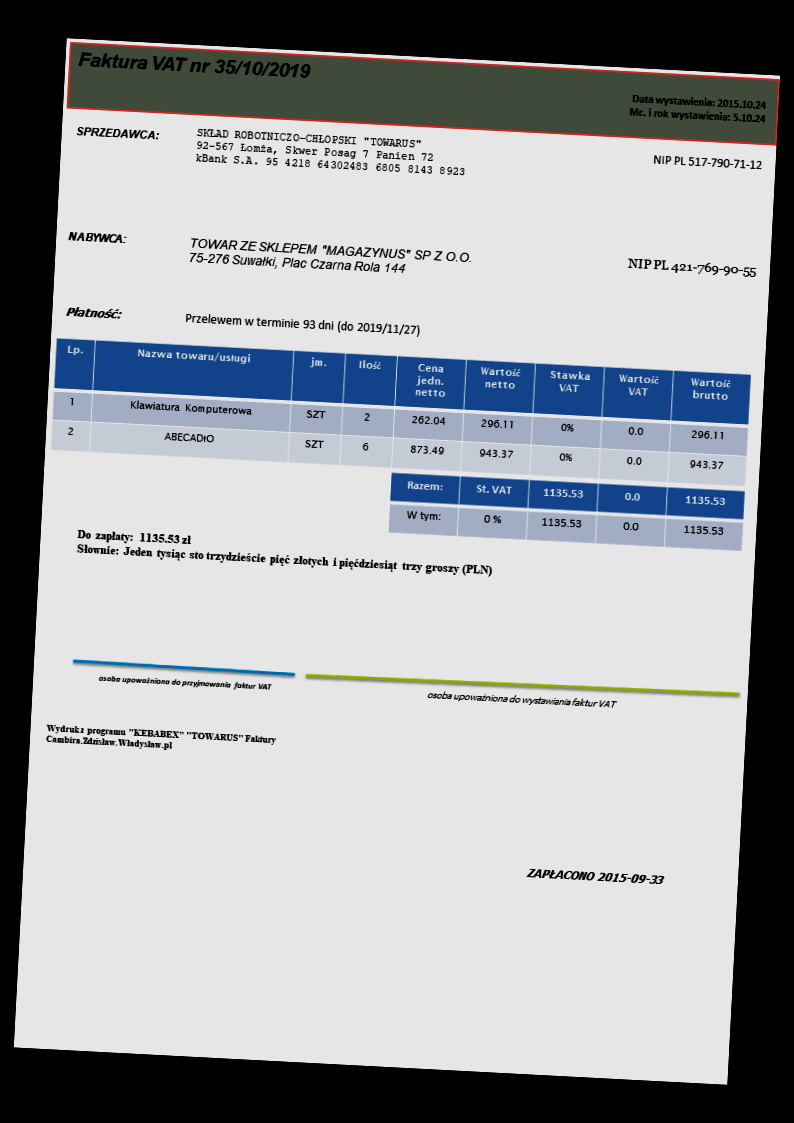 Faktura VAT nr 35/10/2019
Data wystawienia: 2015.10.24
Mc. i rok wystawienia: 5.10.24
SPRZEDAWCA:
SKŁAD ROBOTNICZO-CHŁOPSKI "TOWARUS"
92-567 Łomża, Skwer Posag 7 Panien 72
kBank S.A. 95 4218 64302483 6805 8143 8923
NIP PL 517-790-71-12
NABYWCA:
TOWAR ZE SKLEPEM "MAGAZYNUS" SP Z O.O.
75-276 Suwałki, Plac Czarna Rola 144
NIP PL 421-769-90-55
Płatność:
Przelewem w terminie 93 dni (do 2019/11/27)
Lp. Nazwa towaru/usługi jm. Ilość Cena jedn. netto Wartość netto Stawka VAT Wartość VAT Wartość brutto
1 Klawiatura Komputerowa SZT 2 262.04 296.11 0% 0.0 296.11
2 ABECADłO SZT 6 873.49 943.37 0% 0.0 943.37
Razem: St. VAT 1135.53 0.0 1135.53
W tym: 0 % 1135.53 0.0 1135.53
Do zapłaty: 1135.53 zł
Słownie: Jeden tysiąc sto trzydzieście pięć złotych i pięćdziesiąt trzy groszy (PLN)
osoba upoważniona do przyjmowania faktur VAT
osoba upoważniona do wystawiania faktur VAT
Wydruk z programu "KEBABEX" "TOWARUS" Faktury
Cambira.Zdzisław.Władysław.pl
ZAPŁACONO 2015-09-33